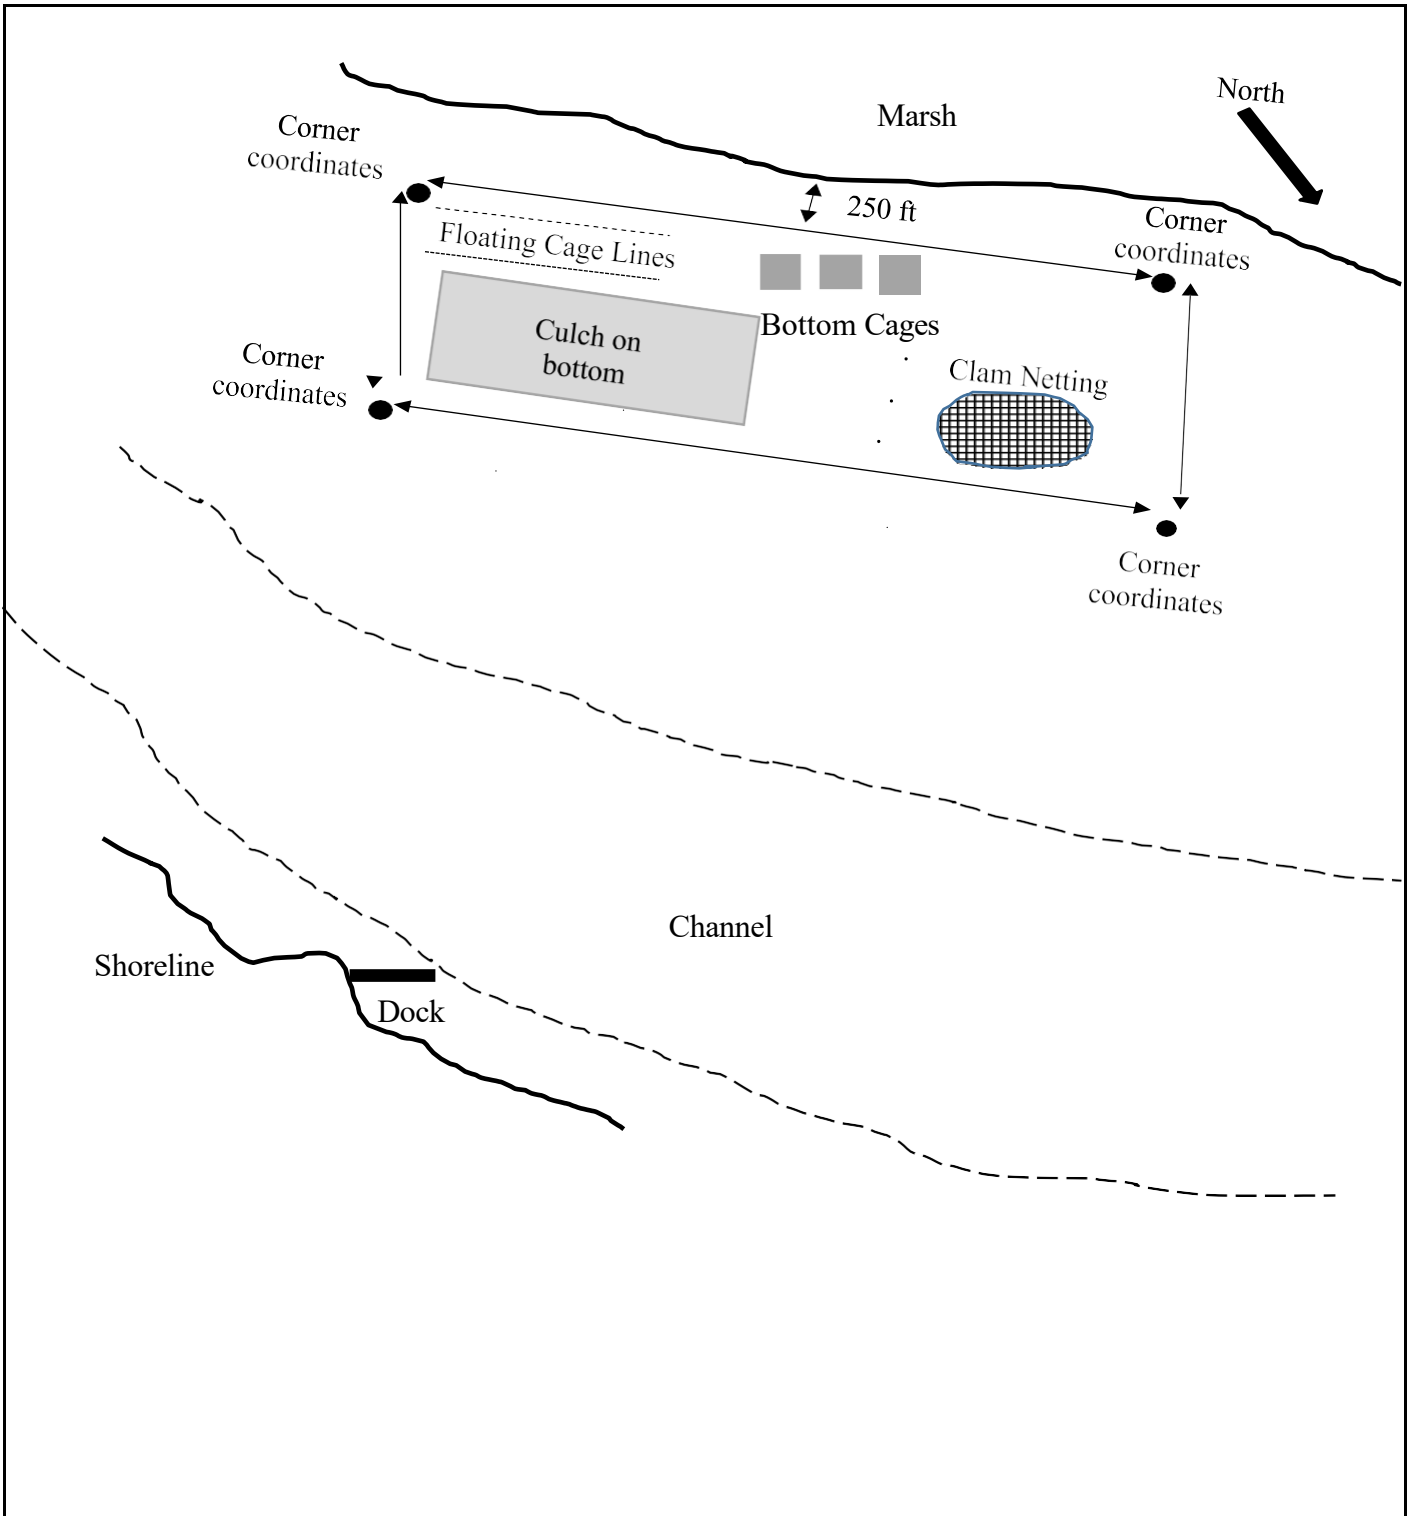 North
Marsh
Corner
coordinates
250 ft
Corner
coordinates
Floating Cage Lines
Bottom Cages
Culch on
bottom
Corner
coordinates
Clam Netting
Corner
coordinates
Channel
Shoreline
Dock